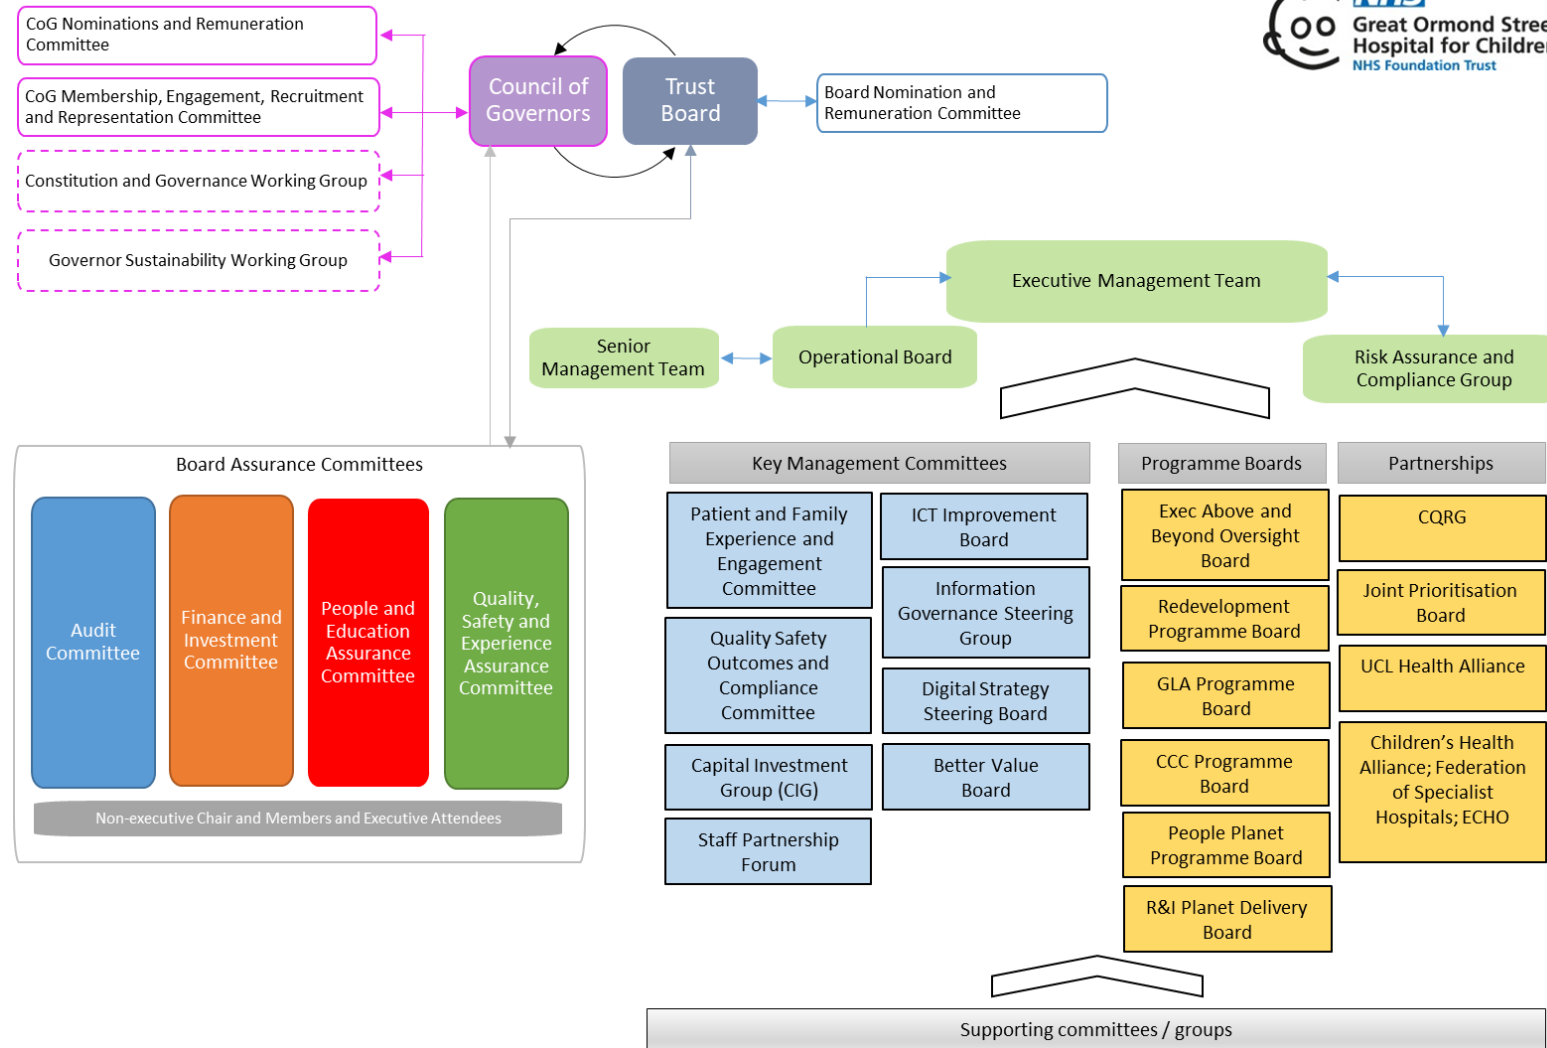 CoG Nominations and Remuneration
Committee
CoG Membership, Engagement, Recruitment
and Representation Committee
Constitution and Governance Working Group
Governor Sustainability Working Group
Council of
Governors
Trust
Board
Board Nomination and
Remuneration Committee
NHS
Great Ormond Stree
Hospital for Childre
NHS Foundation Trust
Executive Management Team
Senior
Management Team
Operational Board
Risk Assurance and
Compliance Group
Board Assurance Committees
Audit
Committee
Finance and
Investment
Committee
People and
Education
Assurance
Committee
Quality,
Safety and
Experience
Assurance
Committee
Non-executive Chair and Members and Executive Attendees
Key Management Committees
Patient and Family
Experience and
Engagement
Committee
Quality Safety
Outcomes and
Compliance
Committee
Capital Investment
Group (CIG)
Staff Partnership
Forum
ICT Improvement
Board
Information
Governance Steering
Group
Digital Strategy
Steering Board
Better Value
Board
Programme Boards
Exec Above and
Beyond Oversight
Board
Redevelopment
Programme Board
GLA Programme
Board
CCC Programme
Board
People Planet
Programme Board
R&I Planet Delivery
Board
Partnerships
CQRG
Joint Prioritisation
Board
UCL Health Alliance
Children’s Health
Alliance; Federation
of Specialist
Hospitals; ECHO
Supporting committees / groups